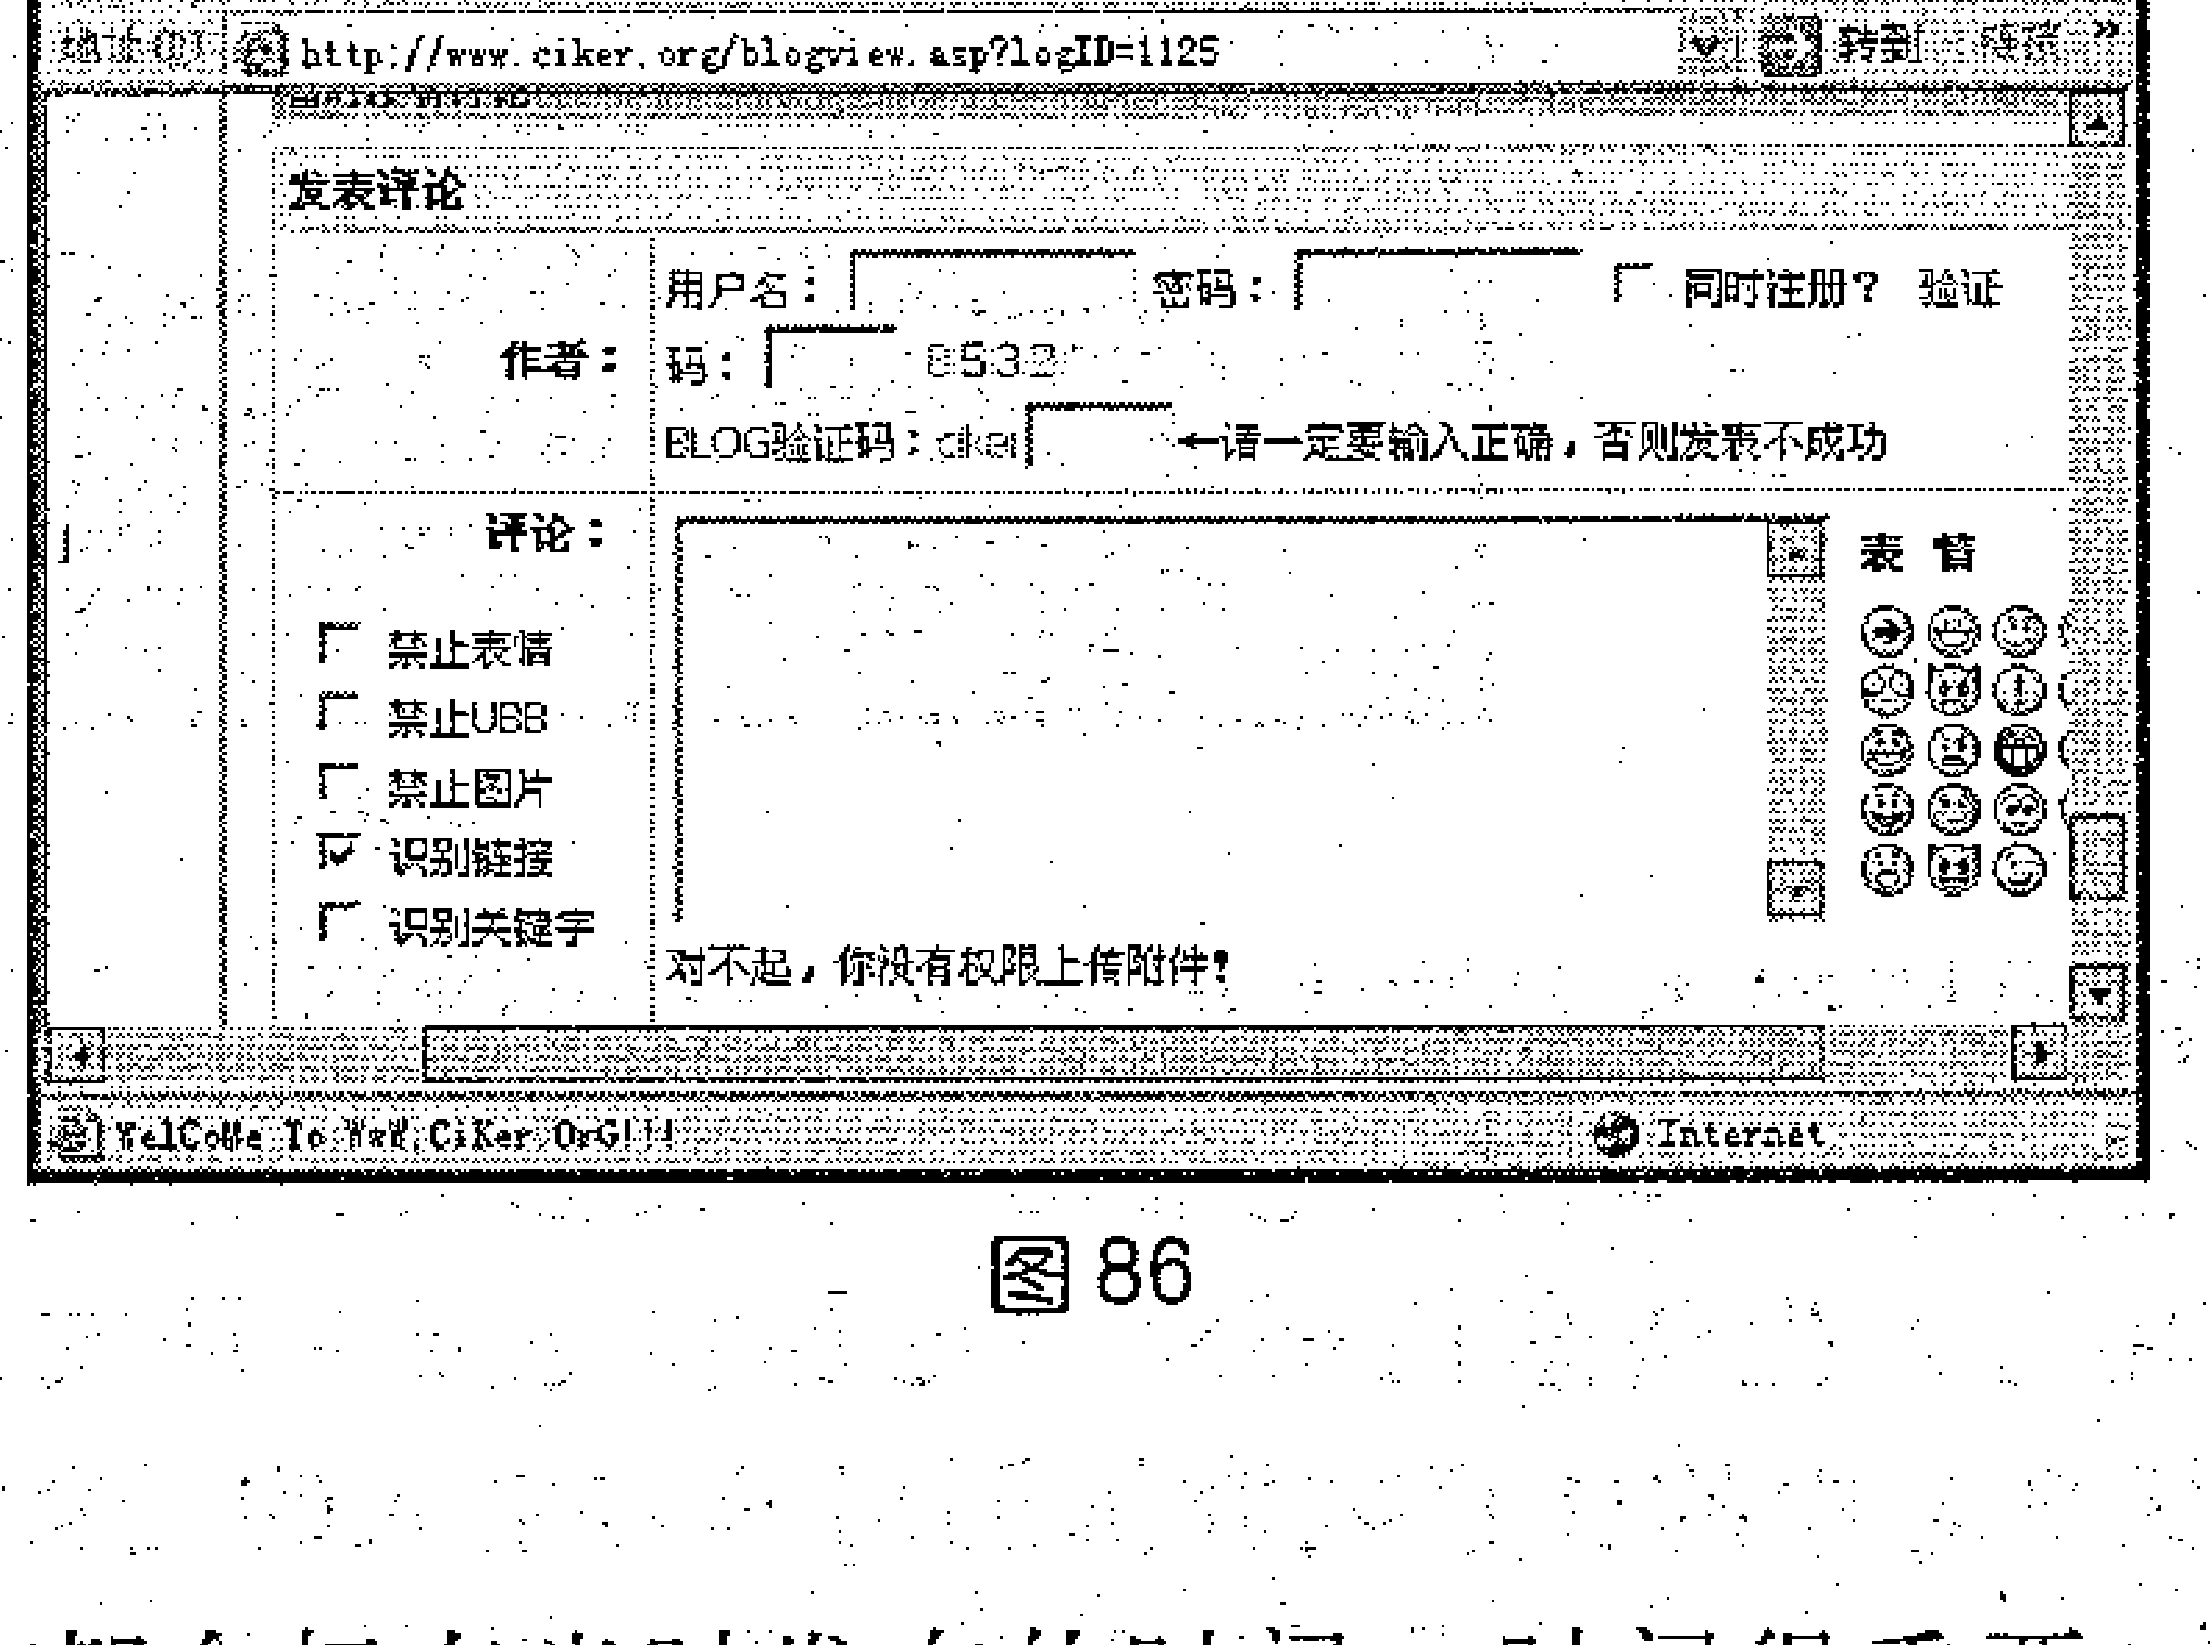 地址(D) http://www.ciker.org/blogview.asp?logID=1125 转到 链接 »
发表评论
用户名： 密码： 同时注册？ 验证
作者： 码： 8532
BLOG验证码：ciker ←请一定要输入正确，否则发表不成功
评论： 表 情
禁止表情
禁止UBB
禁止图片
识别链接
识别关键字
对不起，你没有权限上传附件！
WelCoMe To WwW.CiKer.OrG!!! Internet
图 86